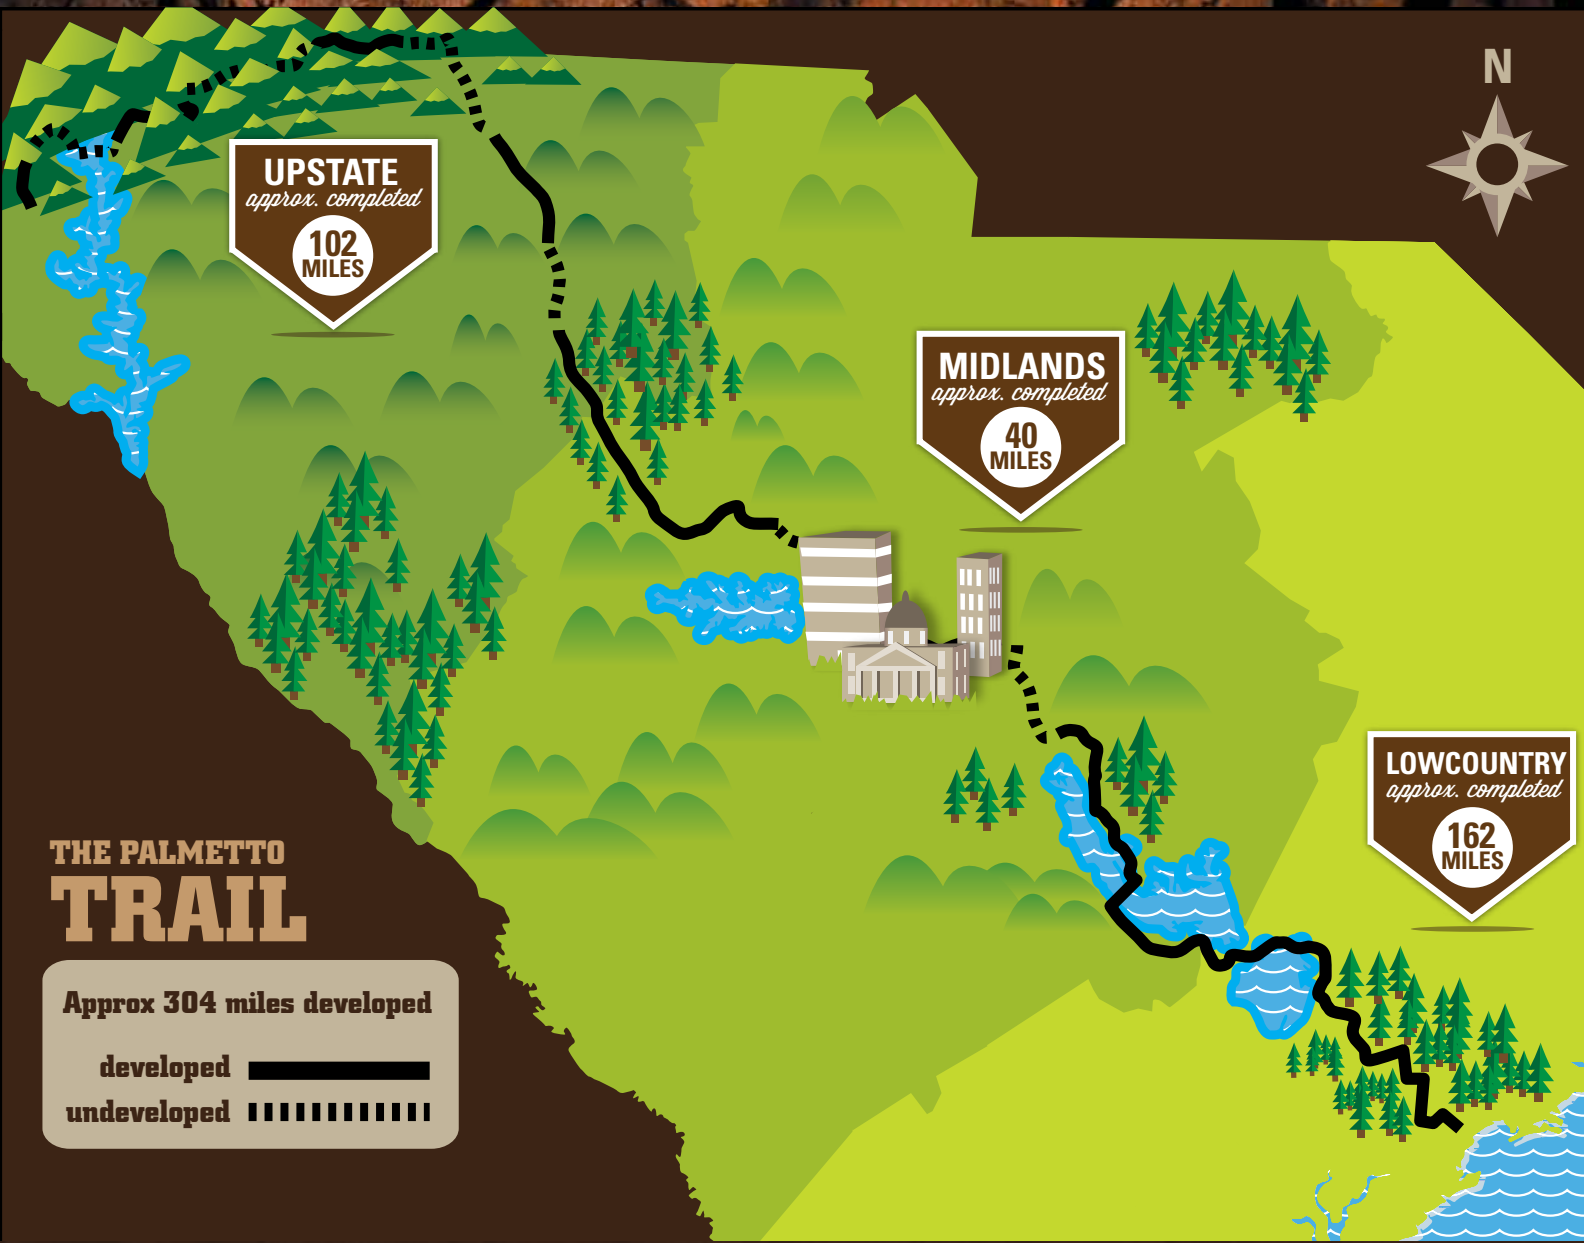 N
UPSTATE
approx. completed
102
MILES
MIDLANDS
approx. completed
40
MILES
LOWCOUNTRY
approx. completed
162
MILES
THE PALMETTO
TRAIL
Approx 304 miles developed
developed
undeveloped